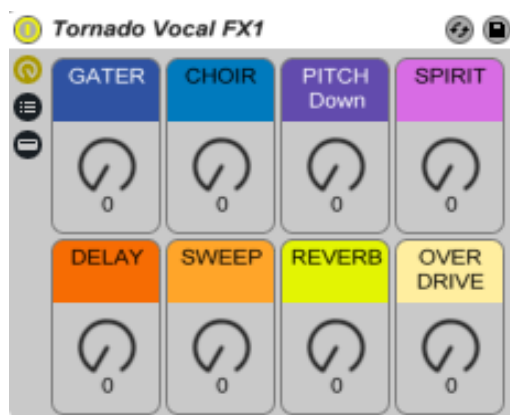 Tornado Vocal FX1
GATER
CHOIR
PITCH
Down
SPIRIT
0
0
0
0
DELAY
SWEEP
REVERB
OVER
DRIVE
0
0
0
0